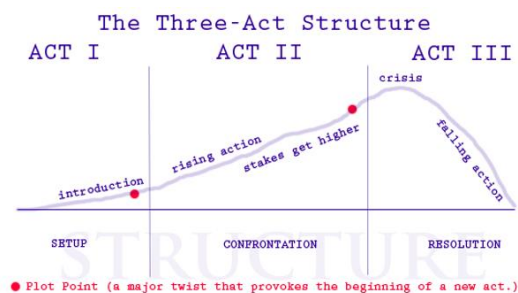 The Three-Act Structure
ACT I
ACT II
ACT III
crisis
rising action
stakes get higher
falling action
introduction
SETUP
CONFRONTATION
RESOLUTION
STRUCTURE
Plot Point (a major twist that provokes the beginning of a new act.)